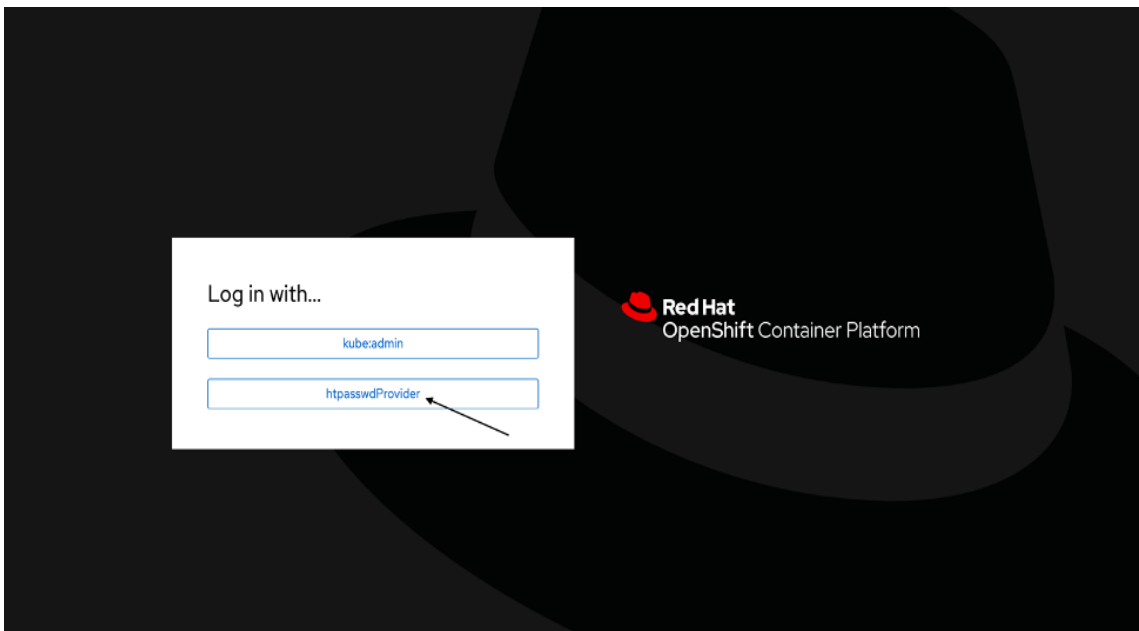 Log in with...
kube:admin
htpasswdProvider
Red Hat
OpenShift Container Platform